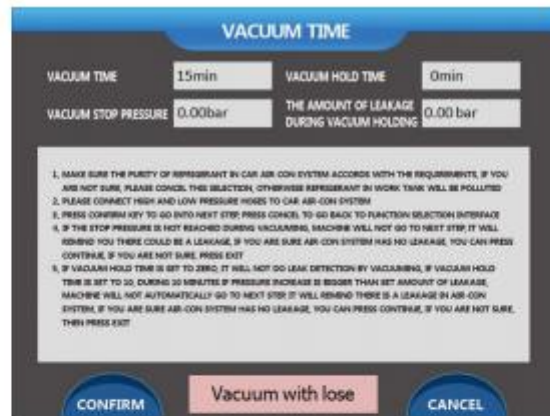 VACUUM TIME
VACUUM TIME 15min VACUUM HOLD TIME 0min
VACUUM STOP PRESSURE 0.00bar THE AMOUNT OF LEAKAGE DURING VACUUM HOLDING 0.00 bar
1, MAKE SURE THE PURITY OF REFRIGERANT IN CAR AIR CON SYSTEM ACCORDS WITH THE REQUIREMENTS, IF YOU
ARE NOT SURE, PLEASE CONCEL THIS SELECTION, OTHERWISE REFRIGERANT IN WORK TANK WILL BE POLLUTED
2, PLEASE CONNECT HIGH AND LOW PRESSURE HOSES TO CAR AIR-CON SYSTEM
3, PRESS CONFIRM KEY TO GO INTO NEXT STEP, PRESS CONCEL TO GO BACK TO FUNCTION SELECTION INTERFACE
4, IF THE STOP PRESSURE IS NOT REACHED DURING VACUUMING, MACHINE WILL NOT GO TO NEXT STEP, IT WILL
REMIND YOU THERE COULD BE A LEAKAGE, IF YOU ARE SURE AIR-CON SYSTEM HAS NO LEAKAGE, YOU CAN PRESS
CONTINUE, IF YOU ARE NOT SURE, PRESS EXIT
5, IF VACUUM HOLD TIME IS SET TO ZERO, IT WILL NOT DO LEAK DETECTION BY VACUUMING, IF VACUUM HOLD
TIME IS SET TO 10, DURING 10 MINUTES IF PRESSURE INCREASE IS BIGGER THAN SET AMOUNT OF LEAKAGE,
MACHINE WILL NOT AUTOMATICALLY GO TO NEXT STEP, IT WILL REMIND THERE IS A LEAKAGE IN AIR-CON
SYSTEM, IF YOU ARE SURE AIR-CON SYSTEM HAS NO LEAKAGE, YOU CAN PRESS CONTINUE, IF YOU ARE NOT SURE,
THEN PRESS EXIT
CONFIRM Vacuum with lose CANCEL